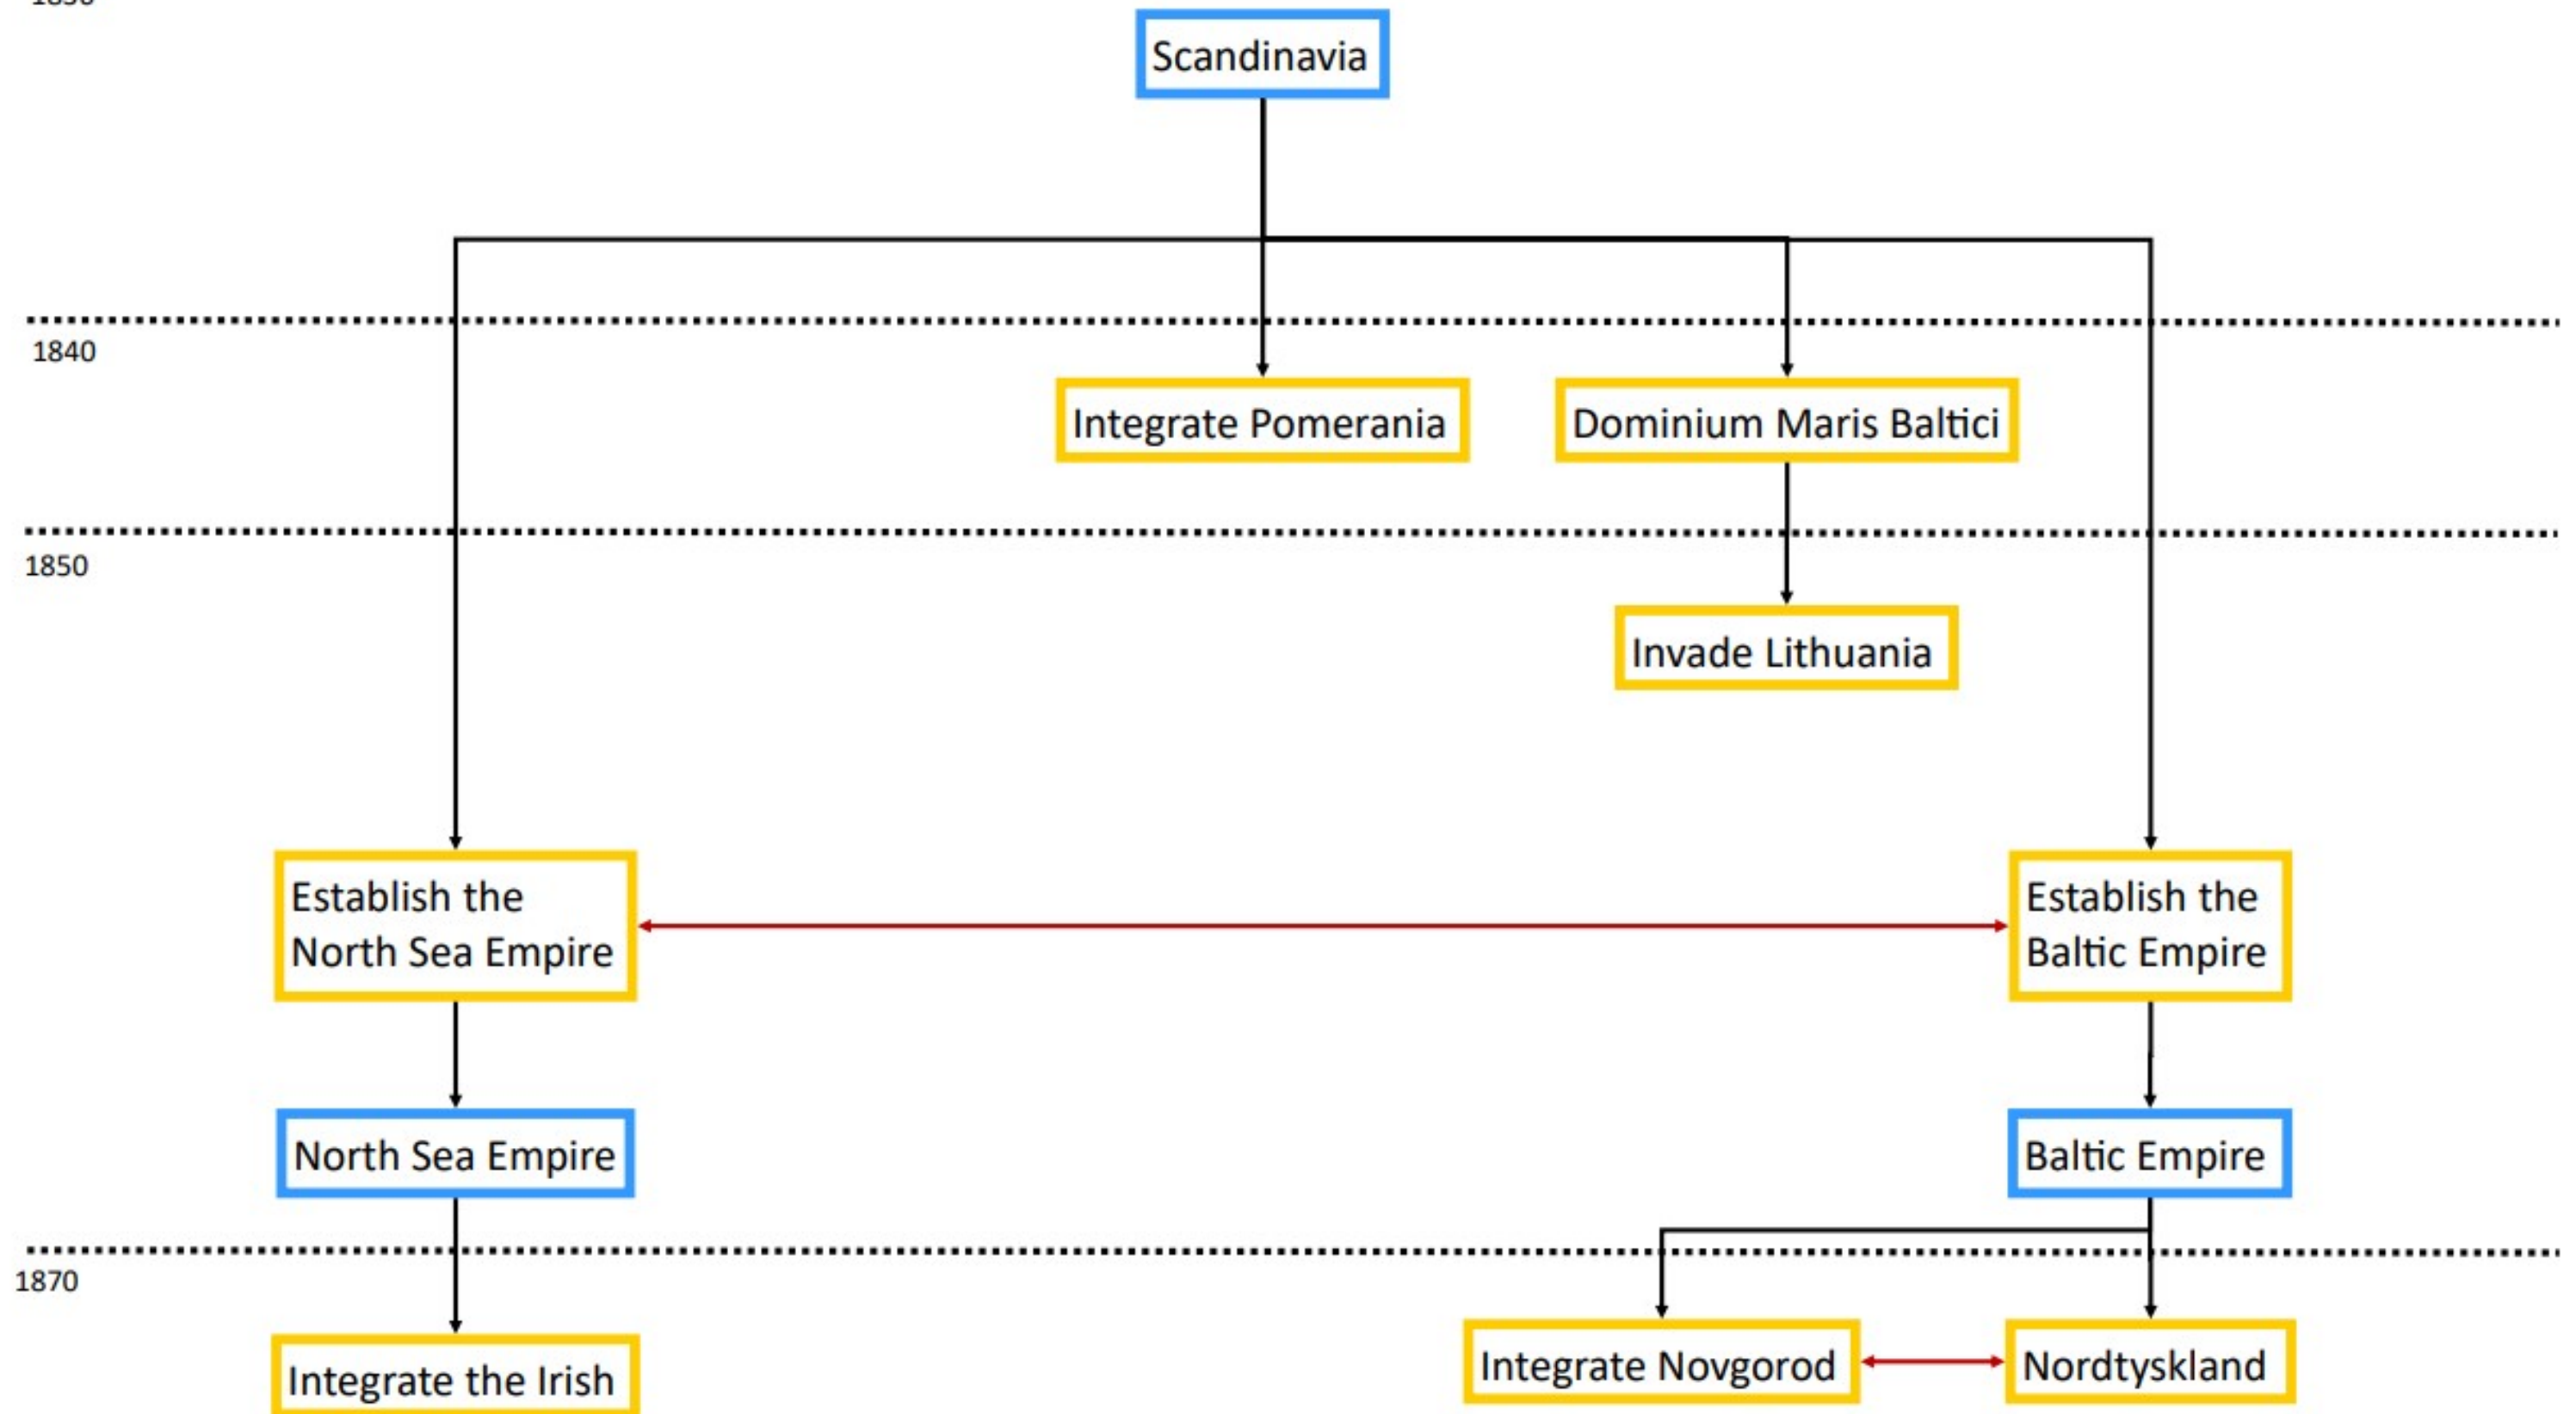 Scandinavia
1840
Integrate Pomerania
Dominium Maris Baltici
1850
Invade Lithuania
Establish the
North Sea Empire
Establish the
Baltic Empire
North Sea Empire
Baltic Empire
1870
Integrate Novgorod
Nordtyskland
Integrate the Irish